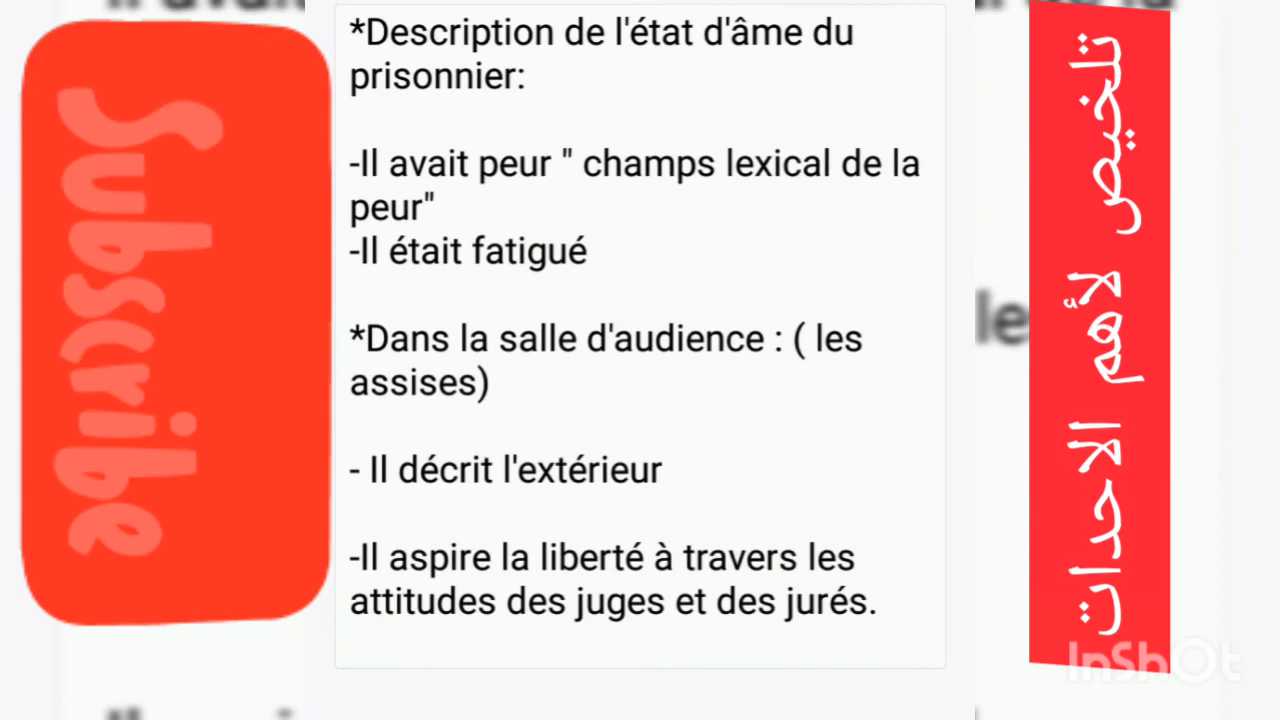 Subscribe
*Description de l'état d'âme du
prisonnier:
-Il avait peur " champs lexical de la
peur"
-Il était fatigué
*Dans la salle d'audience : ( les
assises)
- Il décrit l'extérieur
-Il aspire la liberté à travers les
attitudes des juges et des jurés.
تلخيص لأهم الاحدات
InShOt